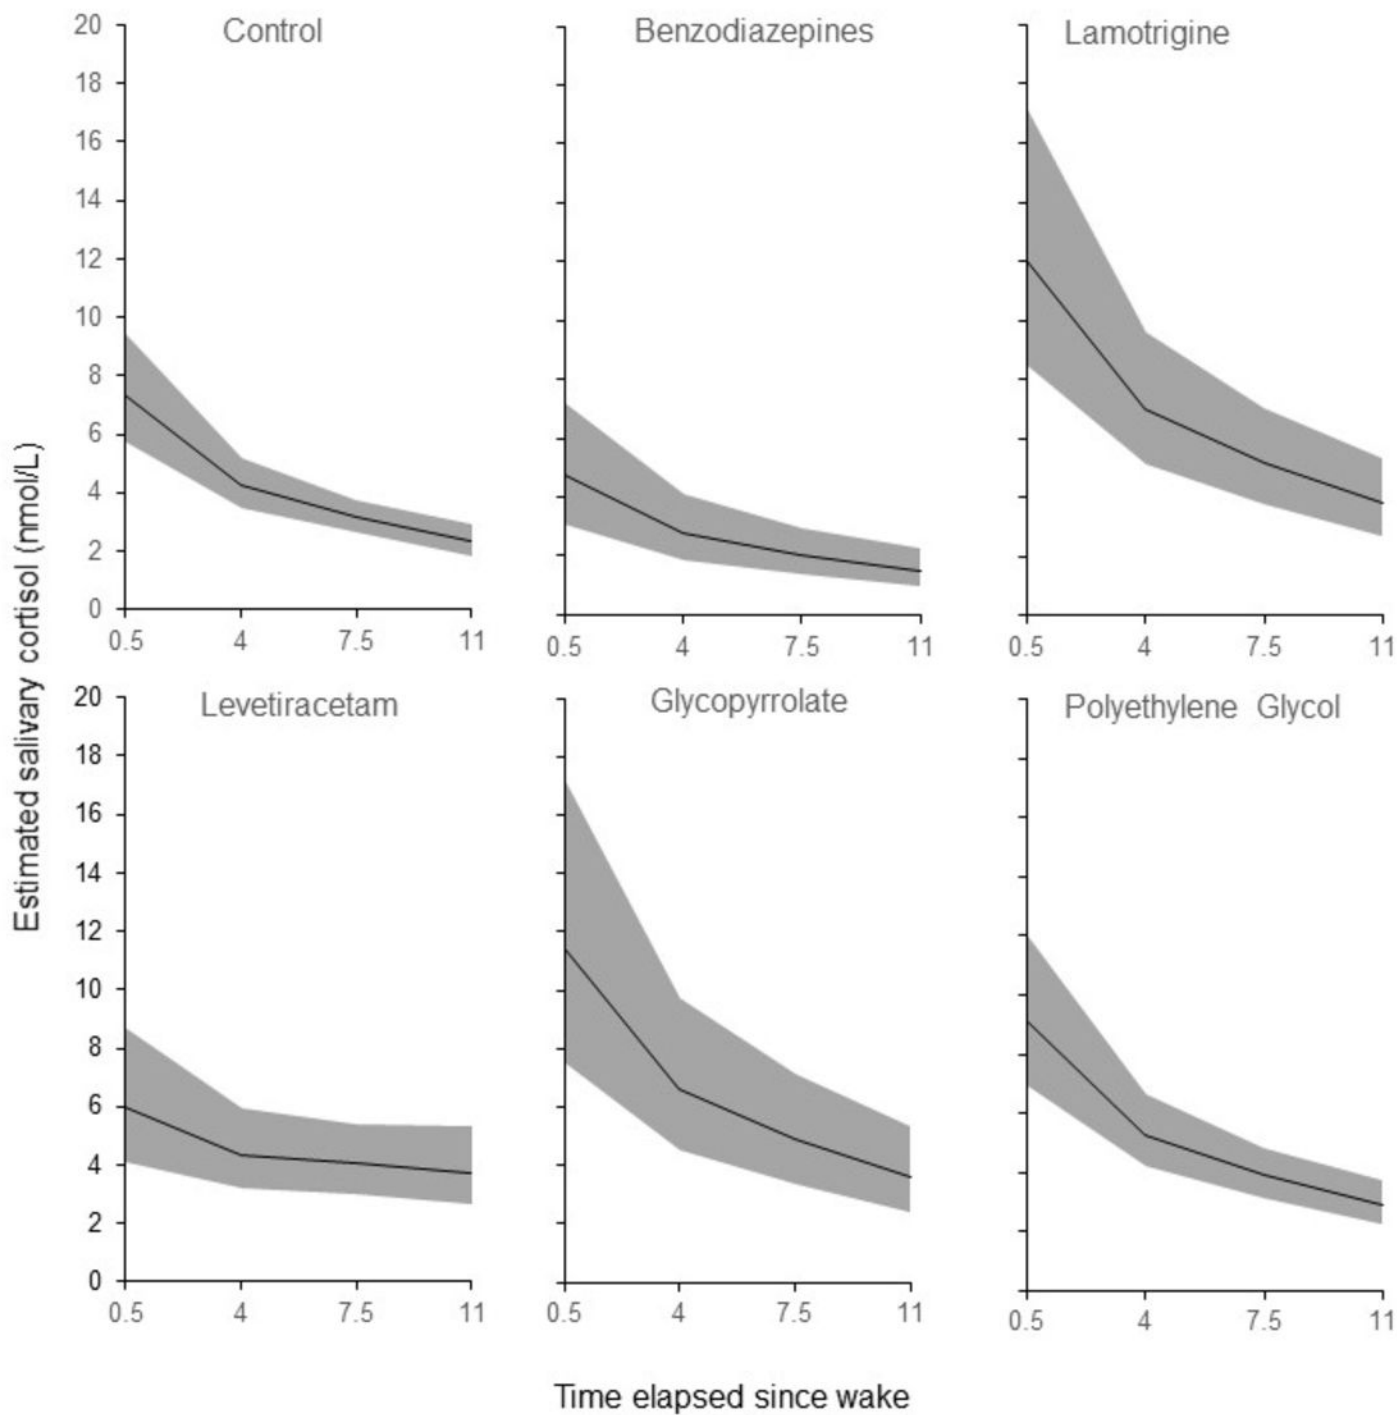 Control
Benzodiazepines
Lamotrigine
20
18
16
14
12
10
8
6
4
2
0
0.5 4 7.5 11
0.5 4 7.5 11
0.5 4 7.5 11
Estimated salivary cortisol (nmol/L)
Levetiracetam
Glycopyrrolate
Polyethylene Glycol
20
18
16
14
12
10
8
6
4
2
0
0.5 4 7.5 11
0.5 4 7.5 11
0.5 4 7.5 11
Time elapsed since wake